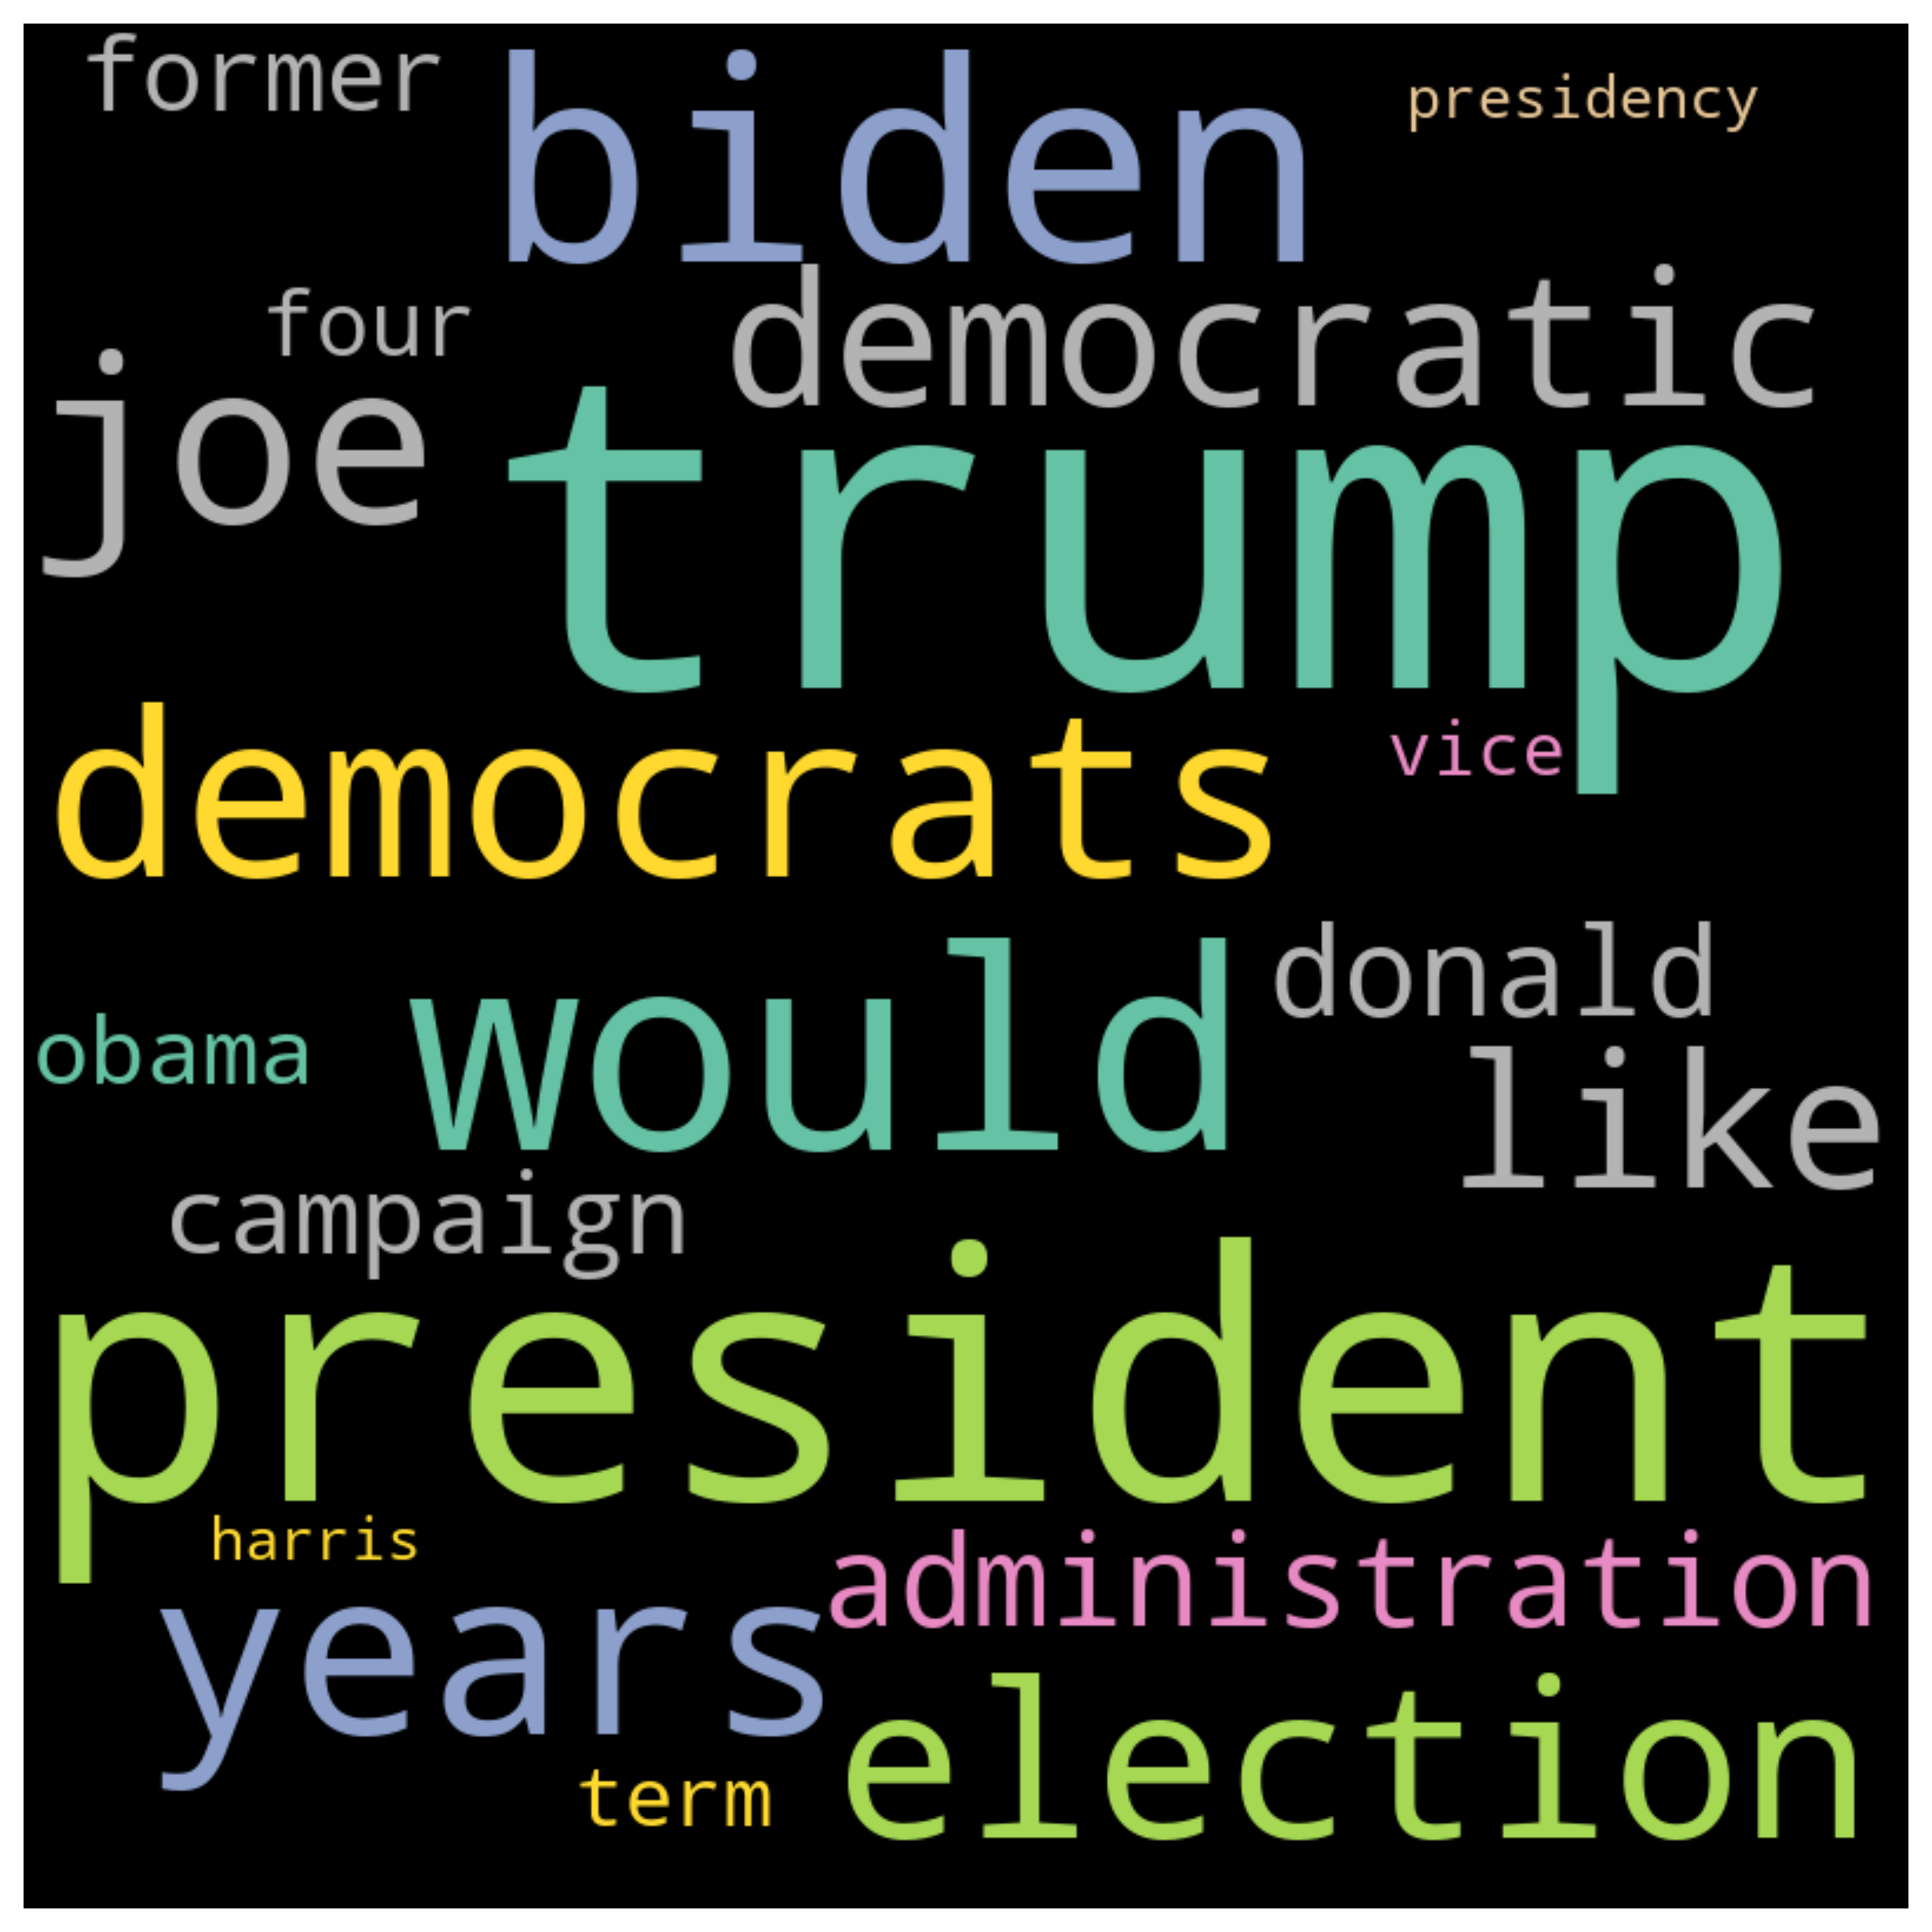 former
biden
presidency
four
democratic
joe
trump
democrats
vice
donald
would
obama
like
campaign
president
harris
administration
years
election
term